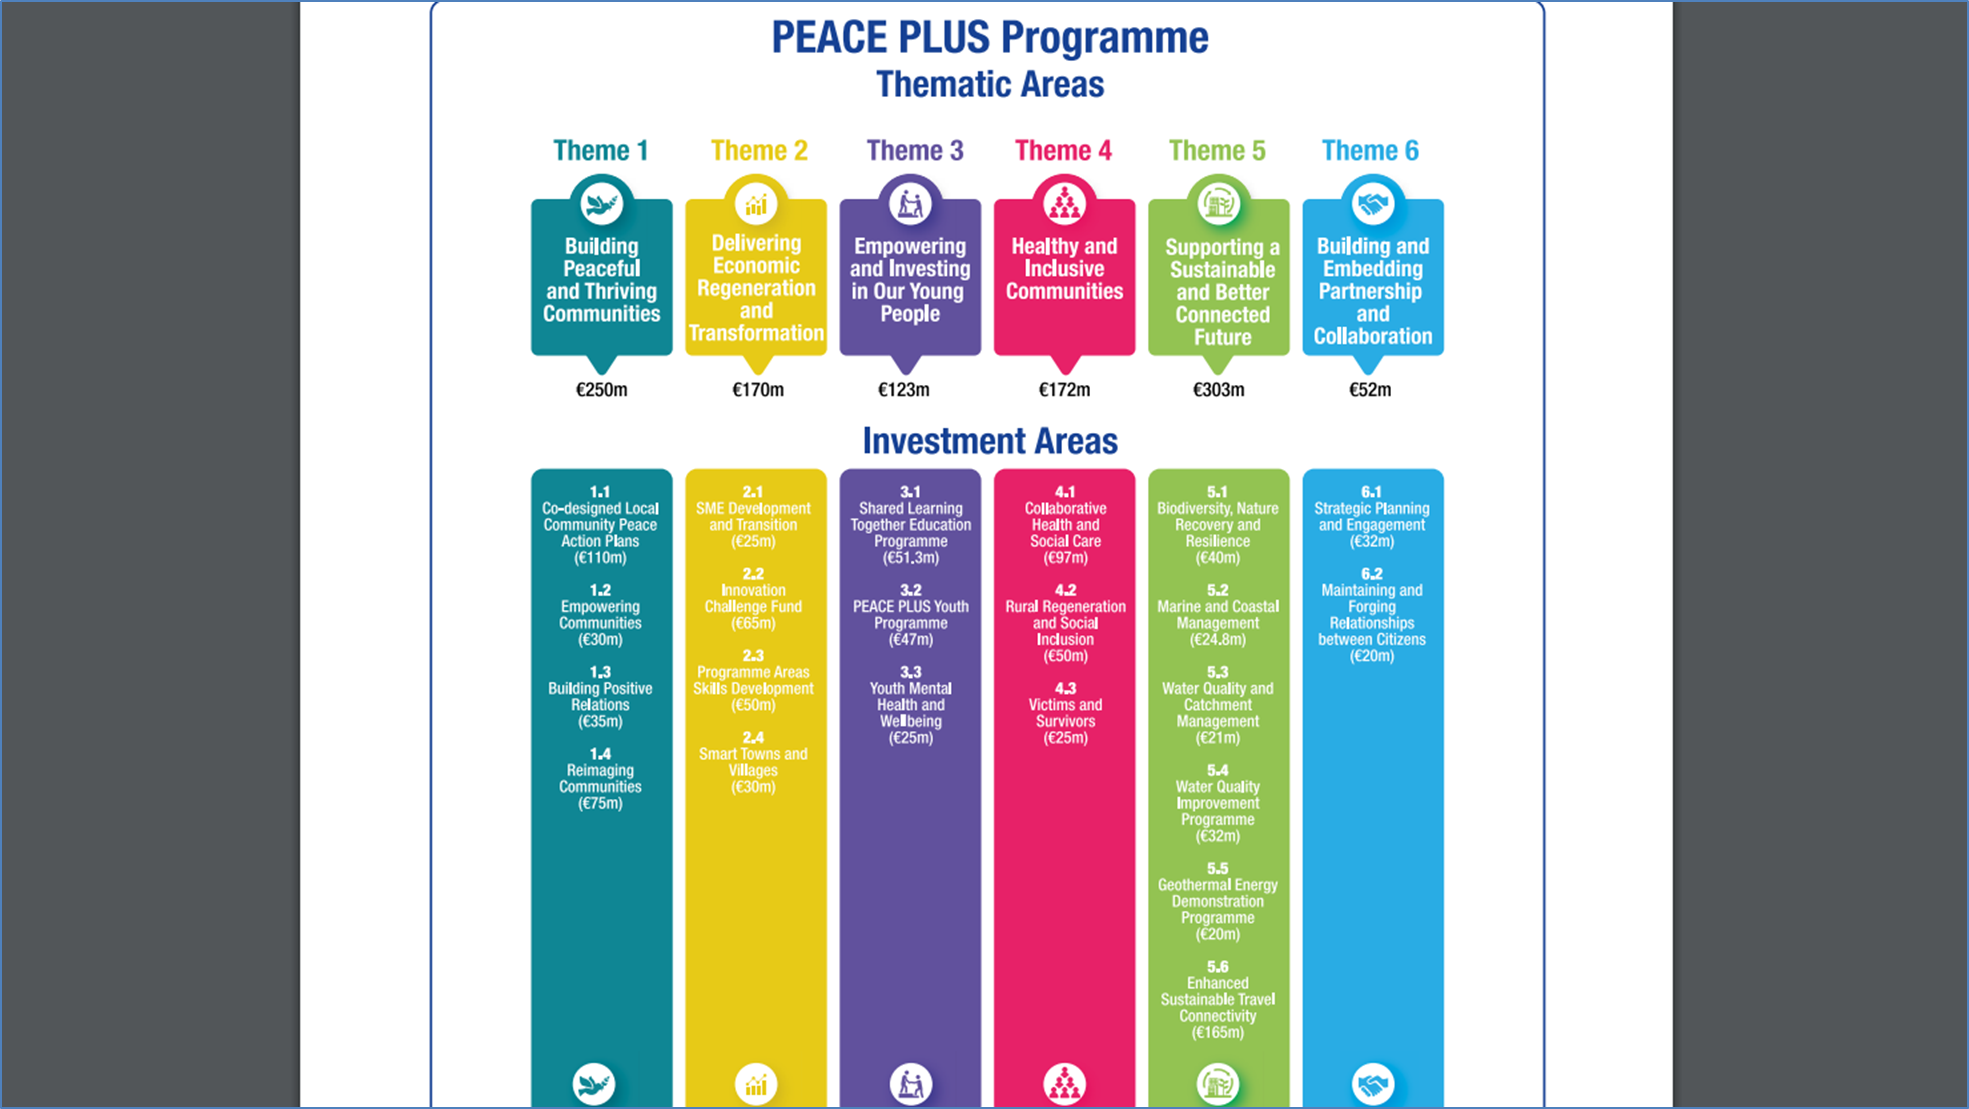 PEACE PLUS Programme
Thematic Areas
Theme 1
Building
Peaceful
and Thriving
Communities
€250m
Theme 2
Delivering
Economic
Regeneration
and
Transformation
€170m
Theme 3
Empowering
and Investing
in Our Young
People
€123m
Theme 4
Healthy and
Inclusive
Communities
€172m
Theme 5
Supporting a
Sustainable
and Better
Connected
Future
€303m
Theme 6
Building and
Embedding
Partnership
and
Collaboration
€52m
Investment Areas
1.1
Co-designed Local
Community Peace
Action Plans
(€110m)
1.2
Empowering
Communities
(€30m)
1.3
Building Positive
Relations
(€35m)
1.4
Reimaging
Communities
(€75m)
2.1
SME Development
and Transition
(€25m)
2.2
Innovation
Challenge Fund
(€65m)
2.3
Programme Areas
Skills Development
(€50m)
2.4
Smart Towns and
Villages
(€30m)
3.1
Shared Learning
Together Education
Programme
(€51.3m)
3.2
PEACE PLUS Youth
Programme
(€47m)
3.3
Youth Mental
Health and
Wellbeing
(€25m)
4.1
Collaborative
Health and
Social Care
(€97m)
4.2
Rural Regeneration
and Social
Inclusion
(€50m)
4.3
Victims and
Survivors
(€25m)
5.1
Biodiversity, Nature
Recovery and
Resilience
(€40m)
5.2
Marine and Coastal
Management
(€24.8m)
5.3
Water Quality and
Catchment
Management
(€21m)
5.4
Water Quality
Improvement
Programme
(€32m)
5.5
Geothermal Energy
Demonstration
Programme
(€20m)
5.6
Enhanced
Sustainable Travel
Connectivity
(€165m)
6.1
Strategic Planning
and Engagement
(€32m)
6.2
Maintaining and
Forging
Relationships
between Citizens
(€20m)